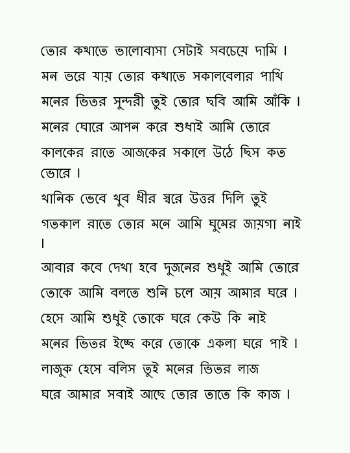 তোর কথাতে ভালোবাসা সেটাই সবচেয়ে দামি ।
মন ভরে যায় তোর কথাতে সকালবেলার পাখি
মনের ভিতর সুন্দরী তুই তোর ছবি আমি আঁকি ।
মনের ঘোরে আপন করে শুধাই আমি তোরে
কালকের রাতে আজকের সকালে উঠে ছিস কত
ভোরে ।
খানিক ভেবে খুব ধীর স্বরে উত্তর দিলি তুই
গতকাল রাতে তোর মনে আমি ঘুমের জায়গা নাই
।
আবার কবে দেখা হবে দুজনের শুধুই আমি তোরে
তোকে আমি বলতে শুনি চলে আয় আমার ঘরে ।
হেসে আমি শুধুই তোকে ঘরে কেউ কি নাই
মনের ভিতর ইচ্ছে করে তোকে একলা ঘরে পাই ।
লাজুক হেসে বলিস তুই মনের ভিতর লাজ
ঘরে আমার সবাই আছে তোর তাতে কি কাজ ।